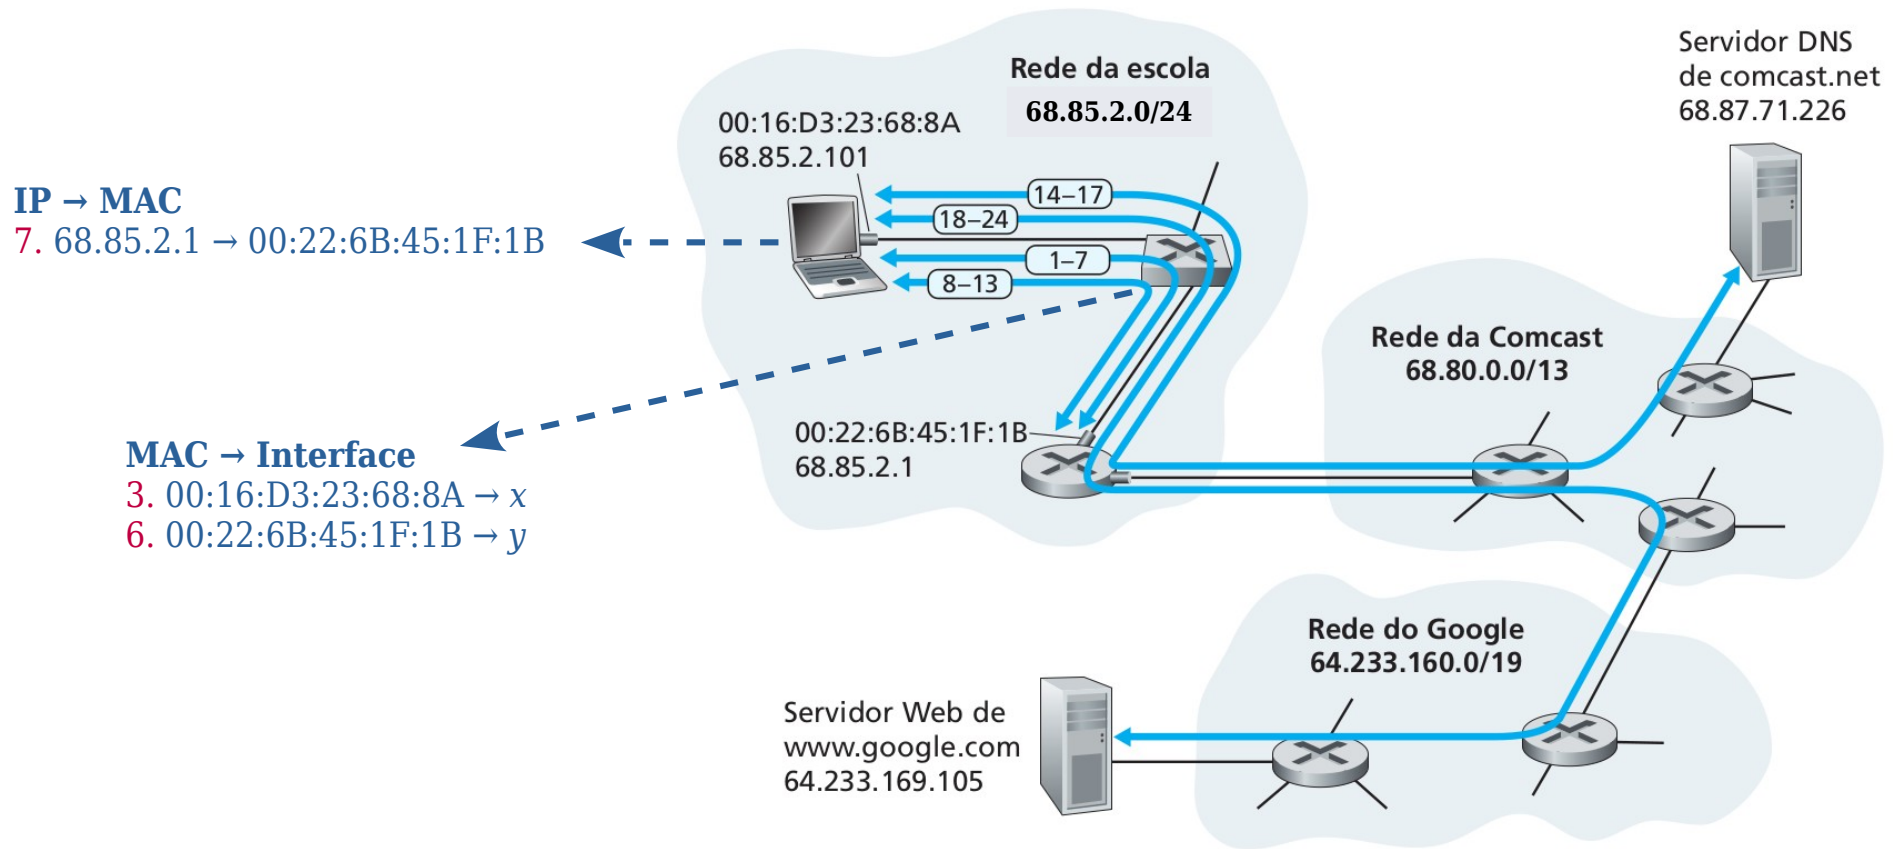 Servidor DNS
de comcast.net
68.87.71.226
Rede da escola
68.85.2.0/24
00:16:D3:23:68:8A
68.85.2.101
IP → MAC
7. 68.85.2.1 → 00:22:6B:45:1F:1B
14–17
18–24
1–7
8–13
Rede da Comcast
68.80.0.0/13
00:22:6B:45:1F:1B
68.85.2.1
MAC → Interface
3. 00:16:D3:23:68:8A → x
6. 00:22:6B:45:1F:1B → y
Rede do Google
64.233.160.0/19
Servidor Web de
www.google.com
64.233.169.105